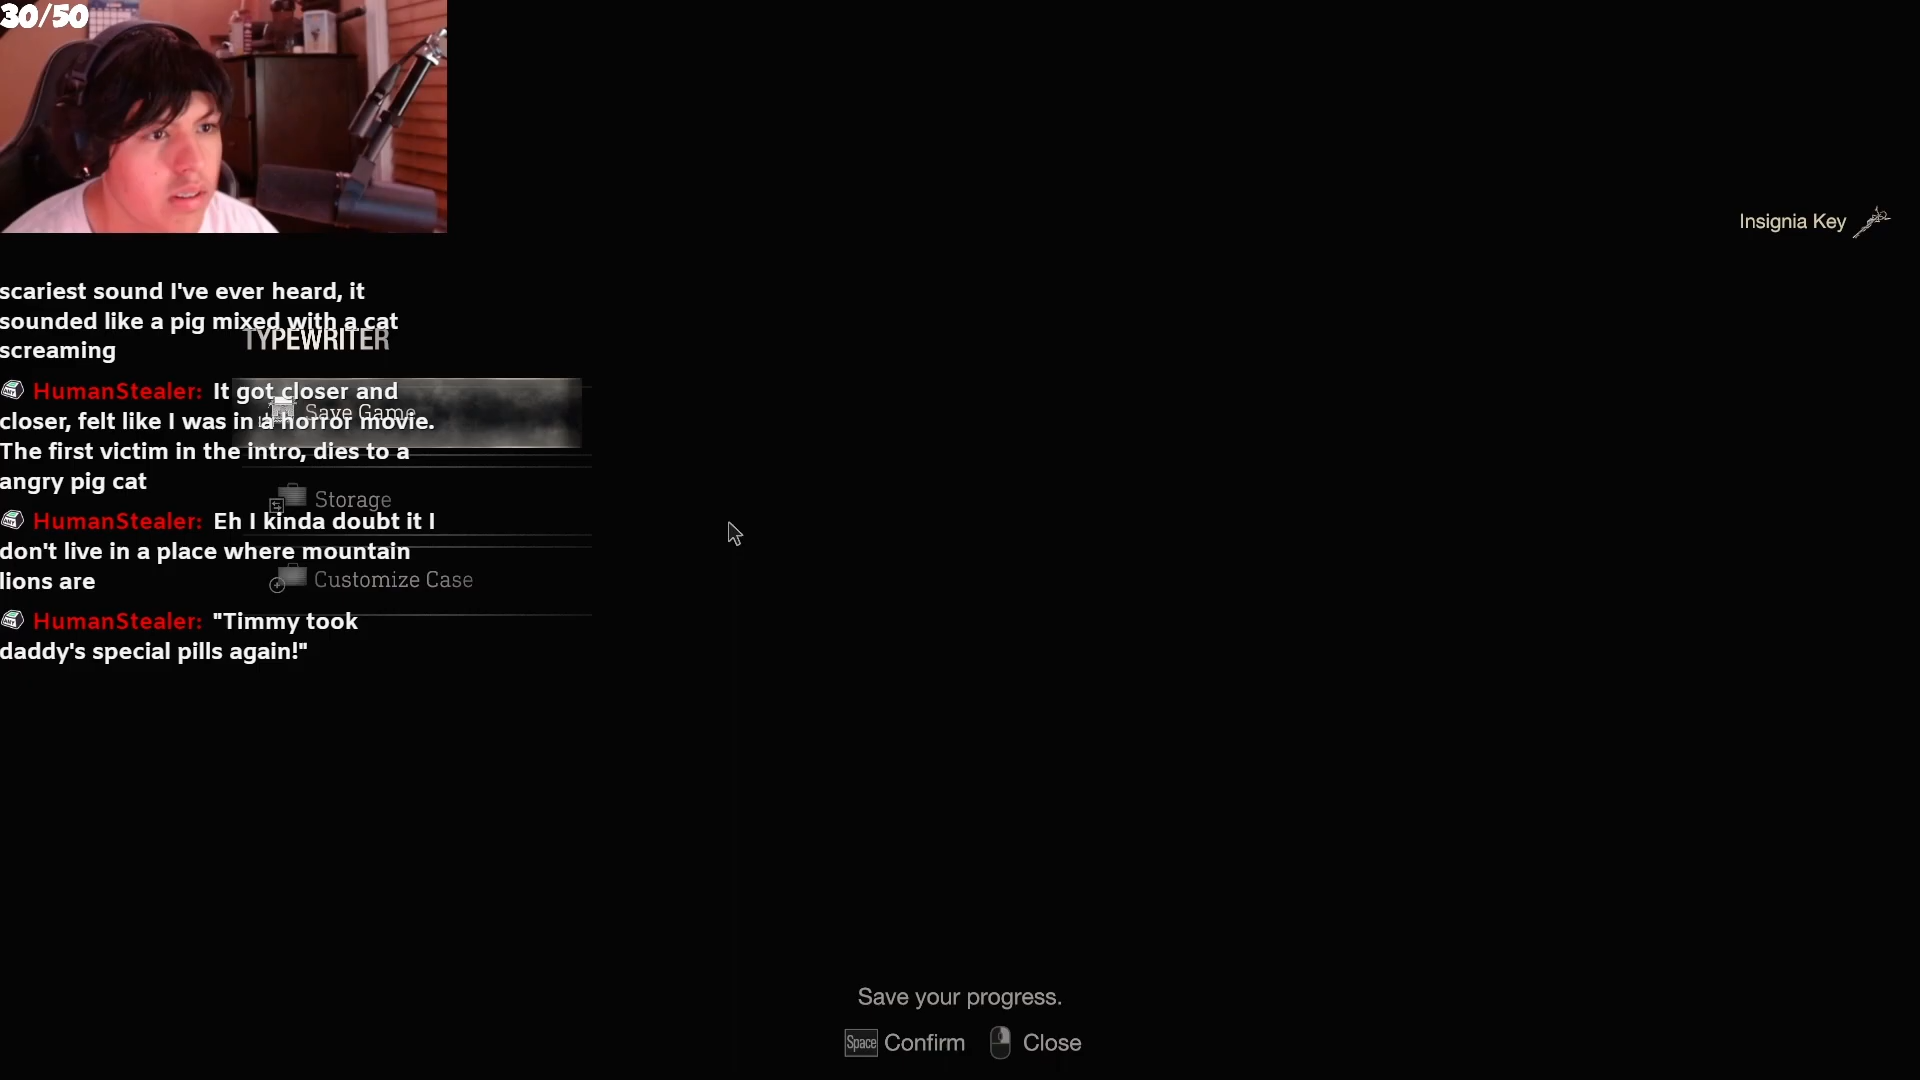 30/50
Insignia Key
scariest sound I've ever heard, it
sounded like a pig mixed with a cat
screaming
TYPEWRITER
HumanStealer: It got closer and
closer, felt like I was in a horror movie.
The first victim in the intro, dies to a
angry pig cat
Save Game
Storage
HumanStealer: Eh I kinda doubt it I
don't live in a place where mountain
lions are
Customize Case
HumanStealer: "Timmy took
daddy's special pills again!"
Save your progress.
Space Confirm Close